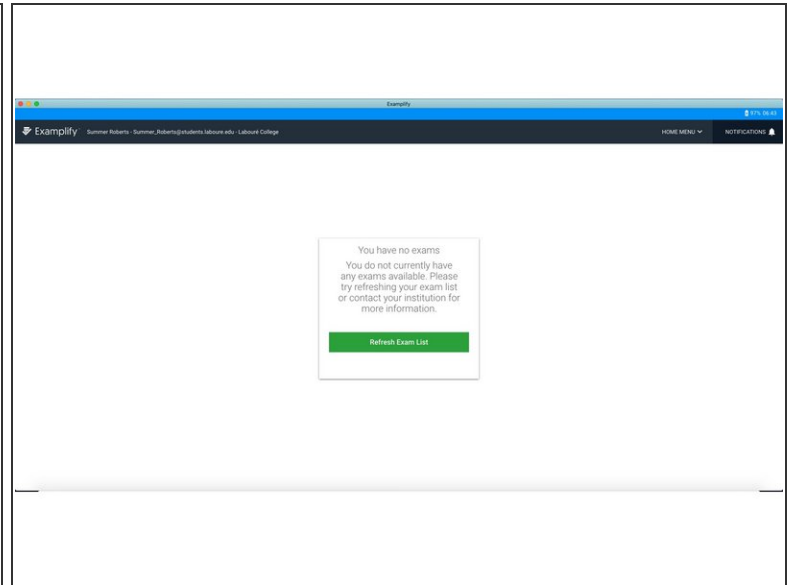 Examplify
87% 06:43
Examplify Summer Roberts - Summer_Roberts@students.laboure.edu - Labouré College HOME MENU NOTIFICATIONS
You have no exams
You do not currently have
any exams available. Please
try refreshing your exam list
or contact your institution for
more information.
Refresh Exam List